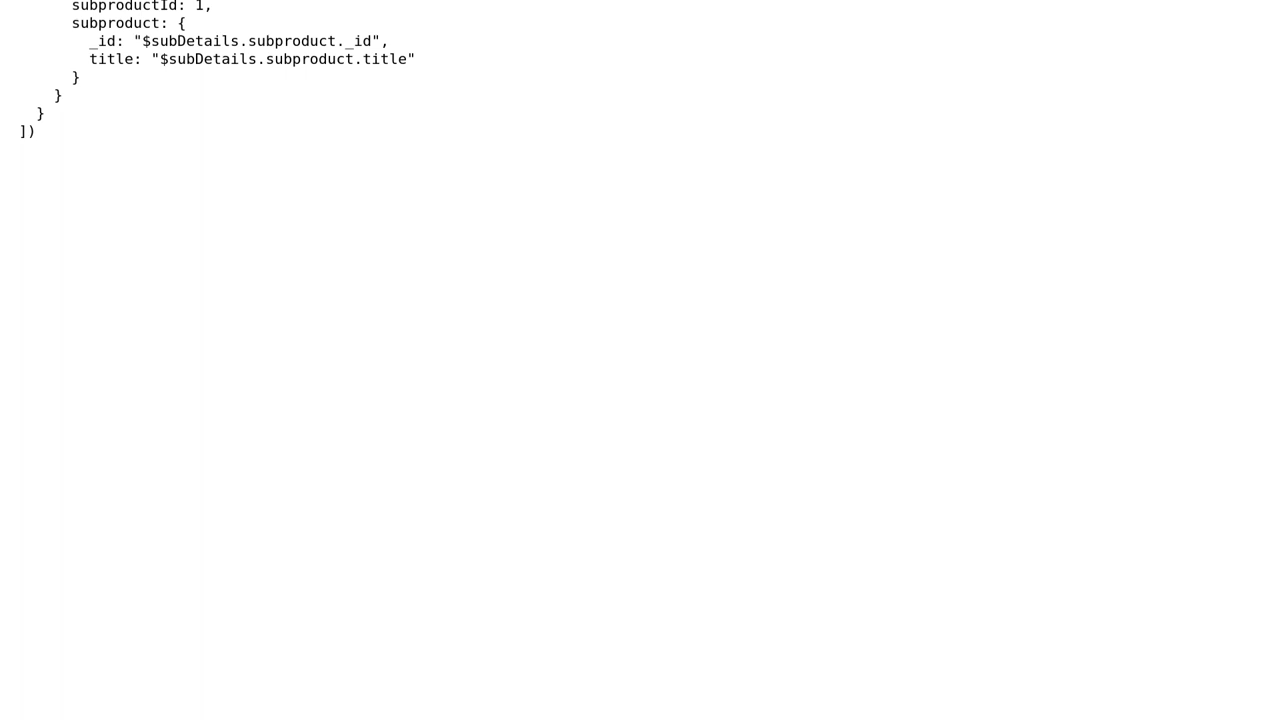 subproductId: 1,
subproduct: {
_id: "$subDetails.subproduct._id",
title: "$subDetails.subproduct.title"
}
}
}
])